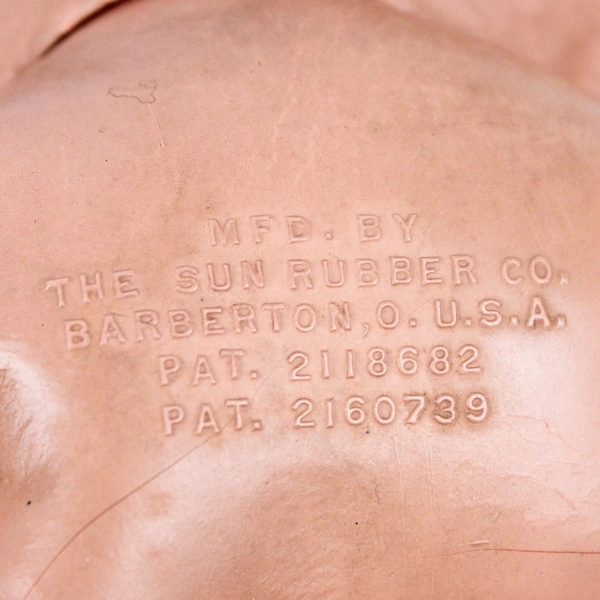 MFD. BY
THE SUN RUBBER CO.
BARBERTON, O. U.S.A.
PAT. 2118682
PAT. 2160739